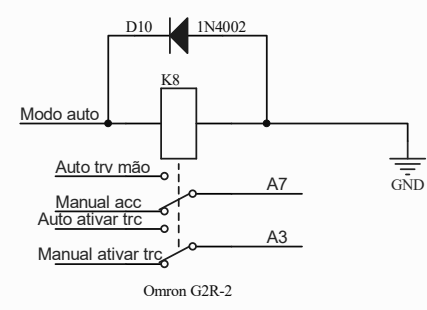 D10 1N4002
K8
Modo auto
Auto trv mão
GND
A7
Manual acc
Auto ativar trc
A3
Manual ativar trc
Omron G2R-2